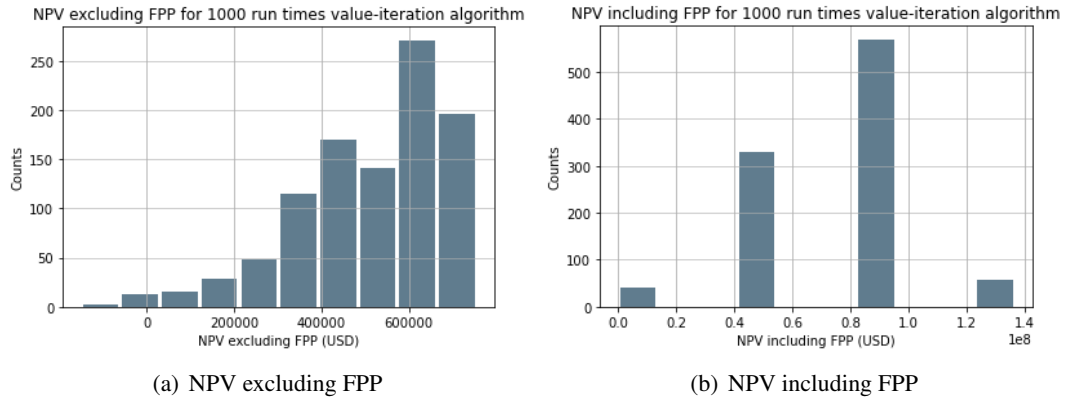 NPV excluding FPP for 1000 run times value-iteration algorithm
250
200
150
100
50
0
Counts
0
200000
400000
600000
NPV excluding FPP (USD)
(a) NPV excluding FPP
NPV including FPP for 1000 run times value-iteration algorithm
500
400
300
200
100
0
Counts
0.0
0.2
0.4
0.6
0.8
1.0
1.2
1.4
1e8
NPV including FPP (USD)
(b) NPV including FPP